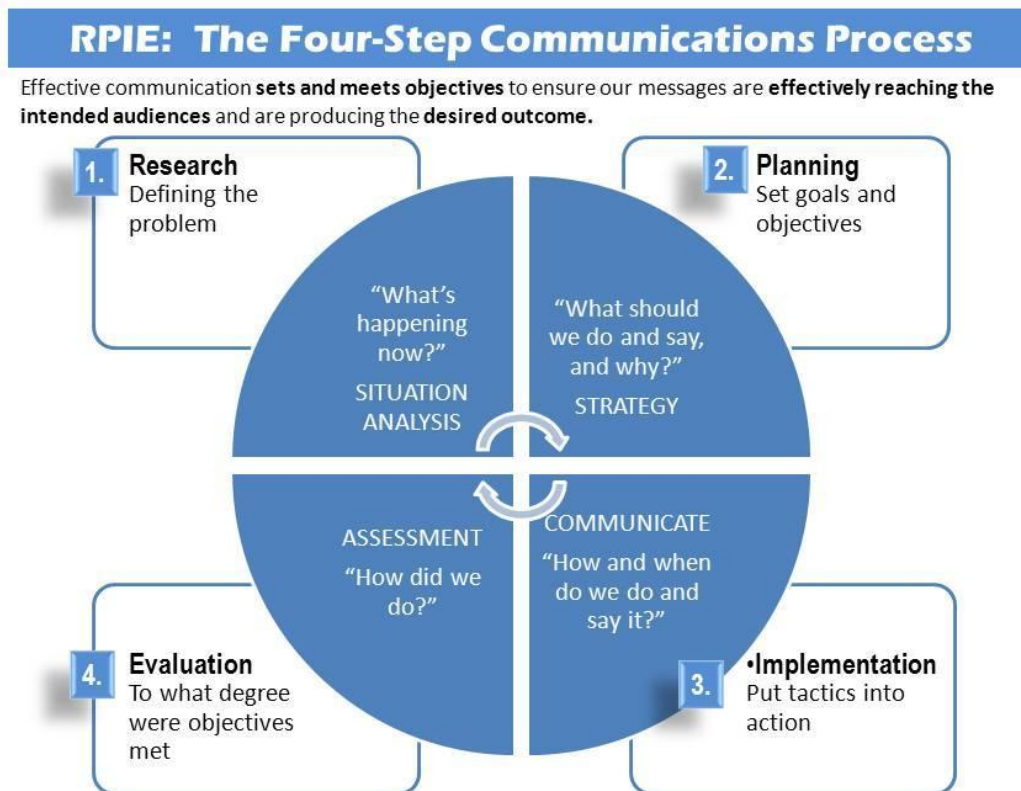 RPIE: The Four-Step Communications Process
Effective communication sets and meets objectives to ensure our messages are effectively reaching the
intended audiences and are producing the desired outcome.
1.
Research
Defining the
problem
"What's
happening
now?"
SITUATION
ANALYSIS
2.
Planning
Set goals and
objectives
"What should
we do and say,
and why?"
STRATEGY
COMMUNICATE
"How and when
do we do and
say it?"
3.
•Implementation
Put tactics into
action
ASSESSMENT
"How did we
do?"
4.
Evaluation
To what degree
were objectives
met